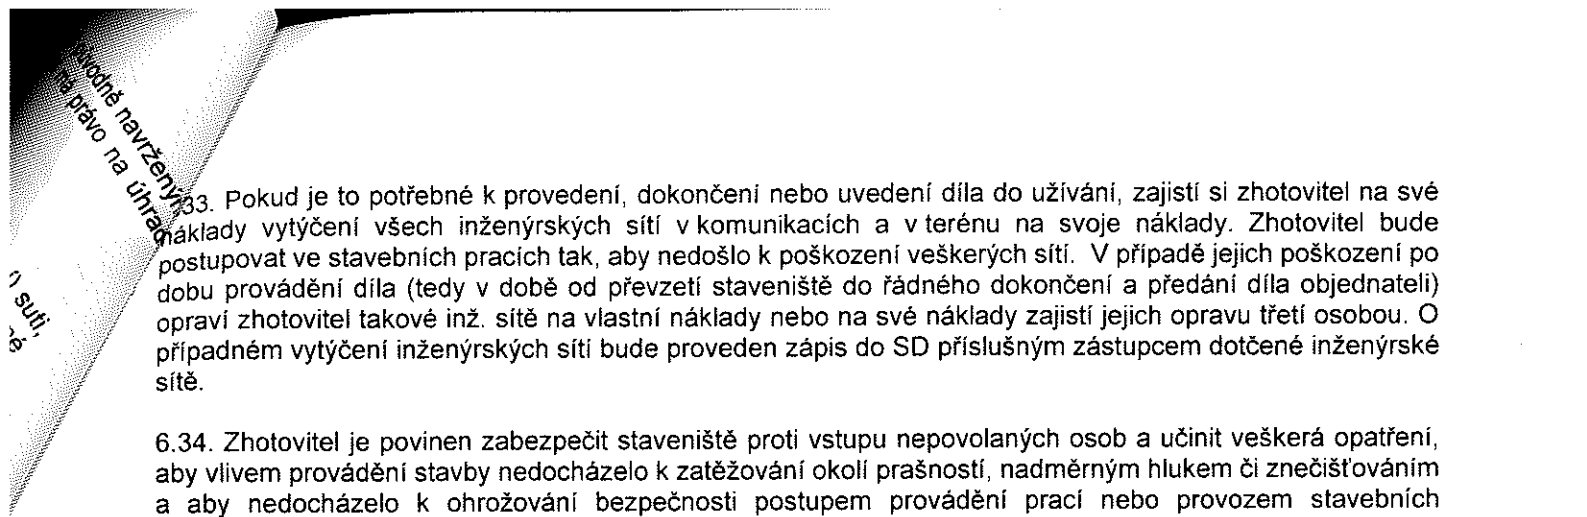 úvodně navržený
má právo na úhrad
suti,
33. Pokud je to potřebné k provedení, dokončení nebo uvedení díla do užívání, zajistí si zhotovitel na své
náklady vytýčení všech inženýrských sítí v komunikacích a v terénu na svoje náklady. Zhotovitel bude
postupovat ve stavebních pracích tak, aby nedošlo k poškození veškerých sítí. V případě jejich poškození po
dobu provádění díla (tedy v době od převzetí staveniště do řádného dokončení a předání díla objednateli)
opraví zhotovitel takové inž. sítě na vlastní náklady nebo na své náklady zajistí jejich opravu třetí osobou. O
případném vytýčení inženýrských sítí bude proveden zápis do SD příslušným zástupcem dotčené inženýrské
sítě.
6.34. Zhotovitel je povinen zabezpečit staveniště proti vstupu nepovolaných osob a učinit veškerá opatření,
aby vlivem provádění stavby nedocházelo k zatěžování okolí prašností, nadměrným hlukem či znečišťováním
a aby nedocházelo k ohrožování bezpečnosti postupem provádění prací nebo provozem stavebních